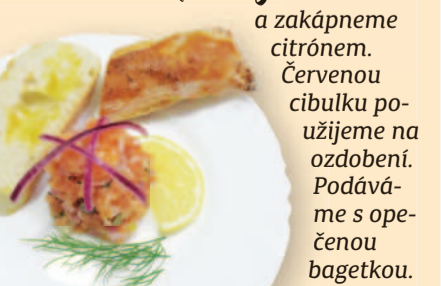 a zakápneme
citrónem.
Červenou
cibulku po-
užijeme na
ozdobení.
Podává-
me s ope-
čenou
bagetkou.